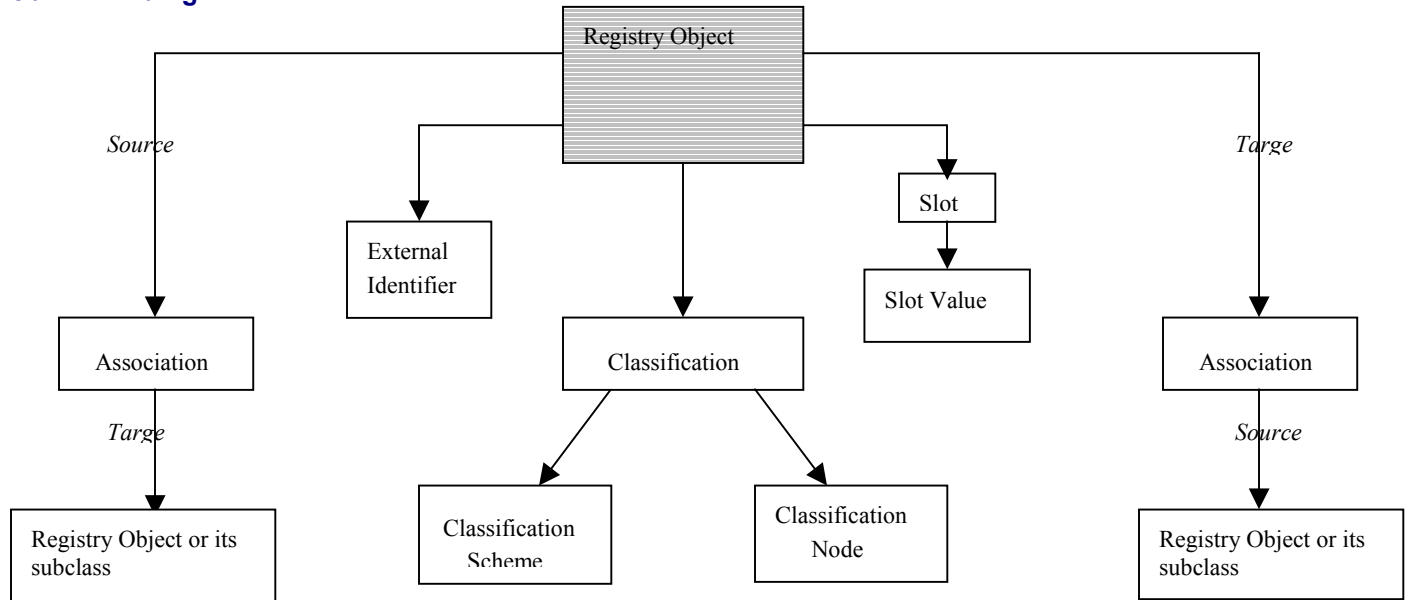 Registry Object
Source
Targe
External
Identifier
Slot
Slot Value
Association
Classification
Association
Targe
Source
Registry Object or its
subclass
Classification
Scheme
Classification
Node
Registry Object or its
subclass